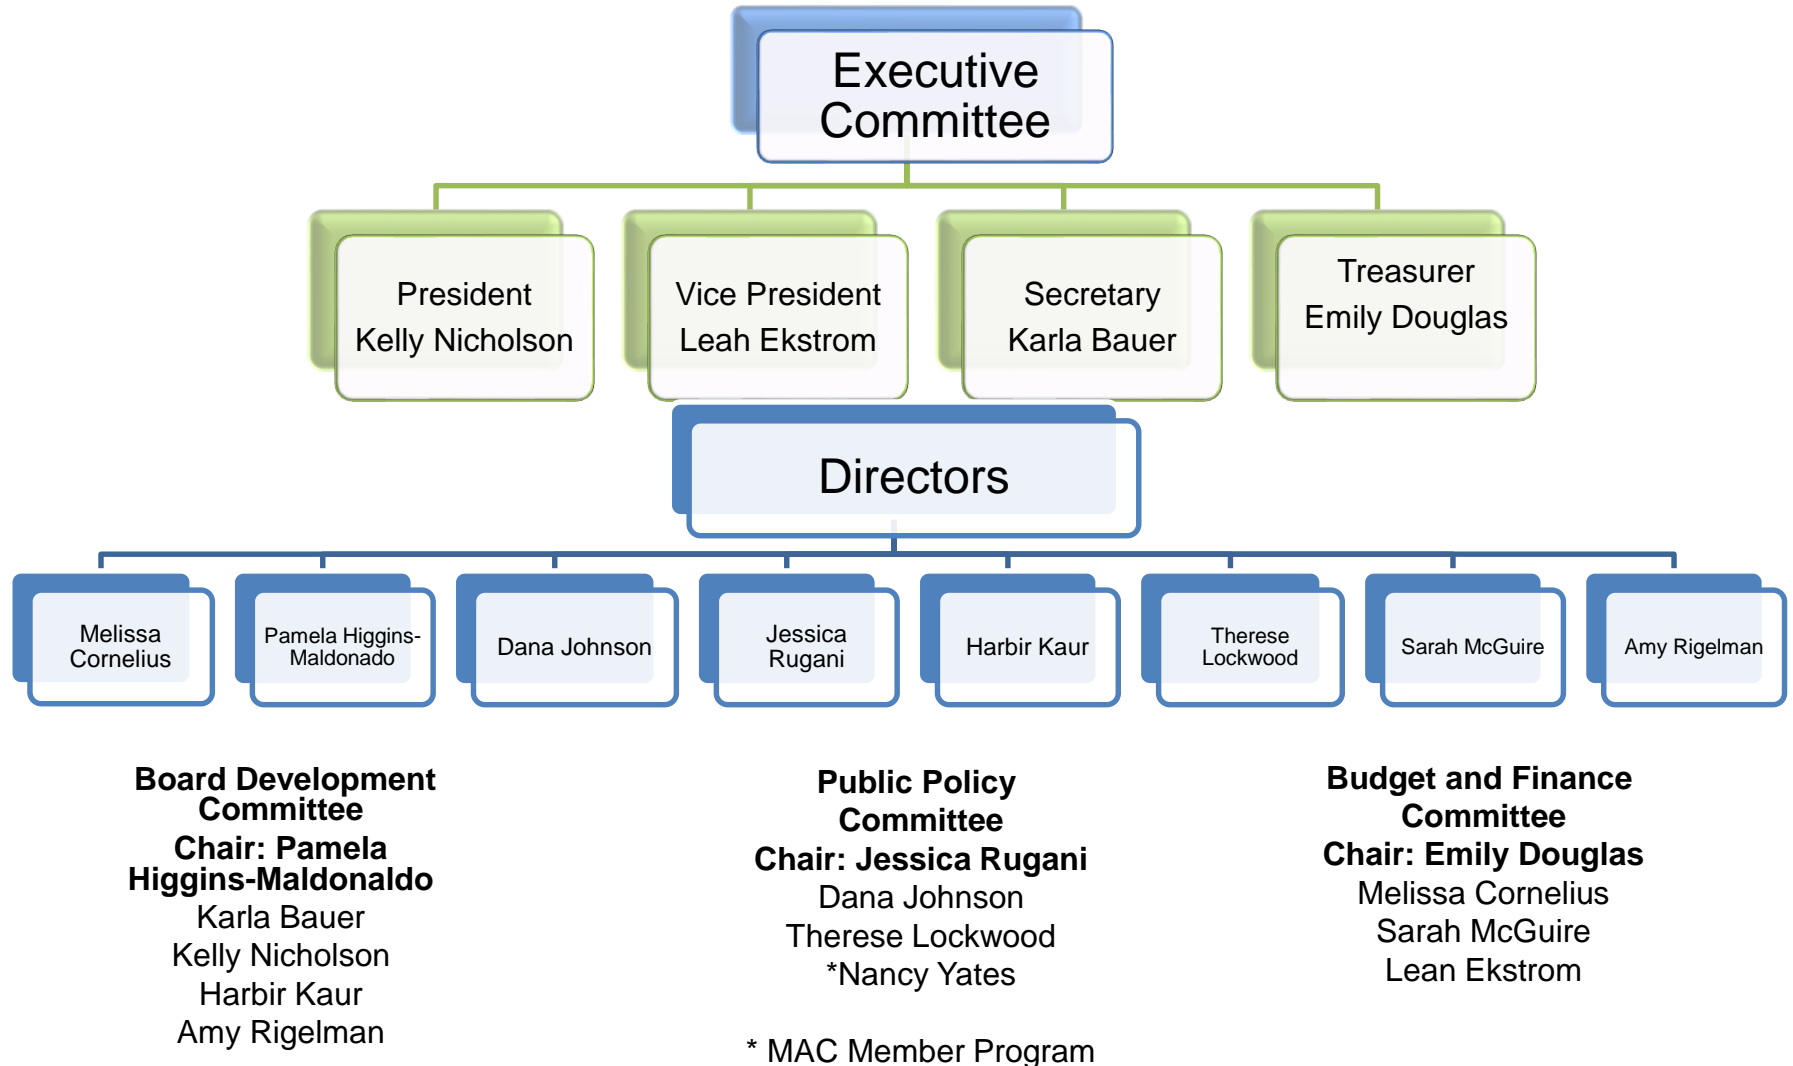 Executive
Committee
President
Kelly Nicholson
Vice President
Leah Ekstrom
Secretary
Karla Bauer
Treasurer
Emily Douglas
Directors
Melissa
Cornelius
Pamela Higgins-
Maldonado
Dana Johnson
Jessica
Rugani
Harbir Kaur
Therese
Lockwood
Sarah McGuire
Amy Rigelman
Board Development
Committee
Chair: Pamela
Higgins-Maldonaldo
Karla Bauer
Kelly Nicholson
Harbir Kaur
Amy Rigelman
Public Policy
Committee
Chair: Jessica Rugani
Dana Johnson
Therese Lockwood
*Nancy Yates
* MAC Member Program
Budget and Finance
Committee
Chair: Emily Douglas
Melissa Cornelius
Sarah McGuire
Lean Ekstrom